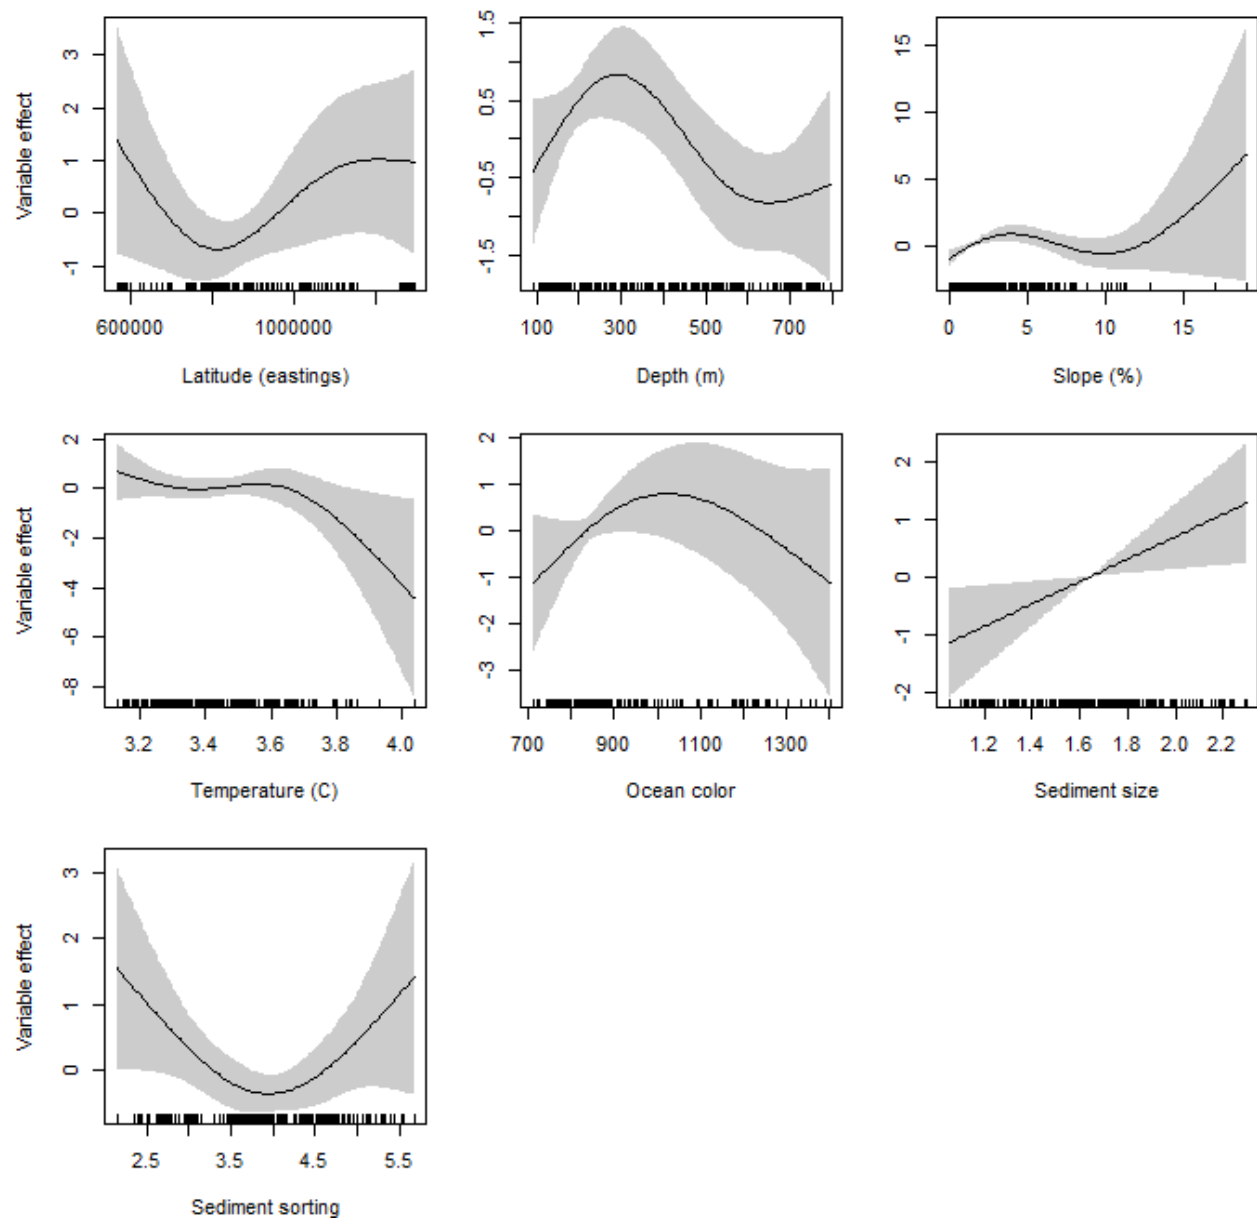 Variable effect
3
2
1
0
-1
600000 1000000
Latitude (eastings)
1.5
0.5
-0.5
-1.5
100 300 500 700
Depth (m)
15
10
5
0
0 5 10 15
Slope (%)
Variable effect
2
0
-2
-4
-6
-8
3.2 3.4 3.6 3.8 4.0
Temperature (C)
2
1
0
-1
-2
-3
700 900 1100 1300
Ocean color
2
1
0
-1
-2
1.2 1.4 1.6 1.8 2.0 2.2
Sediment size
Variable effect
3
2
1
0
2.5 3.5 4.5 5.5
Sediment sorting